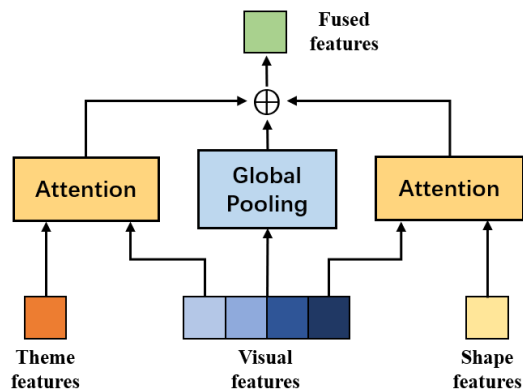 Fused
features
Attention
Global
Pooling
Attention
Theme
features
Visual
features
Shape
features